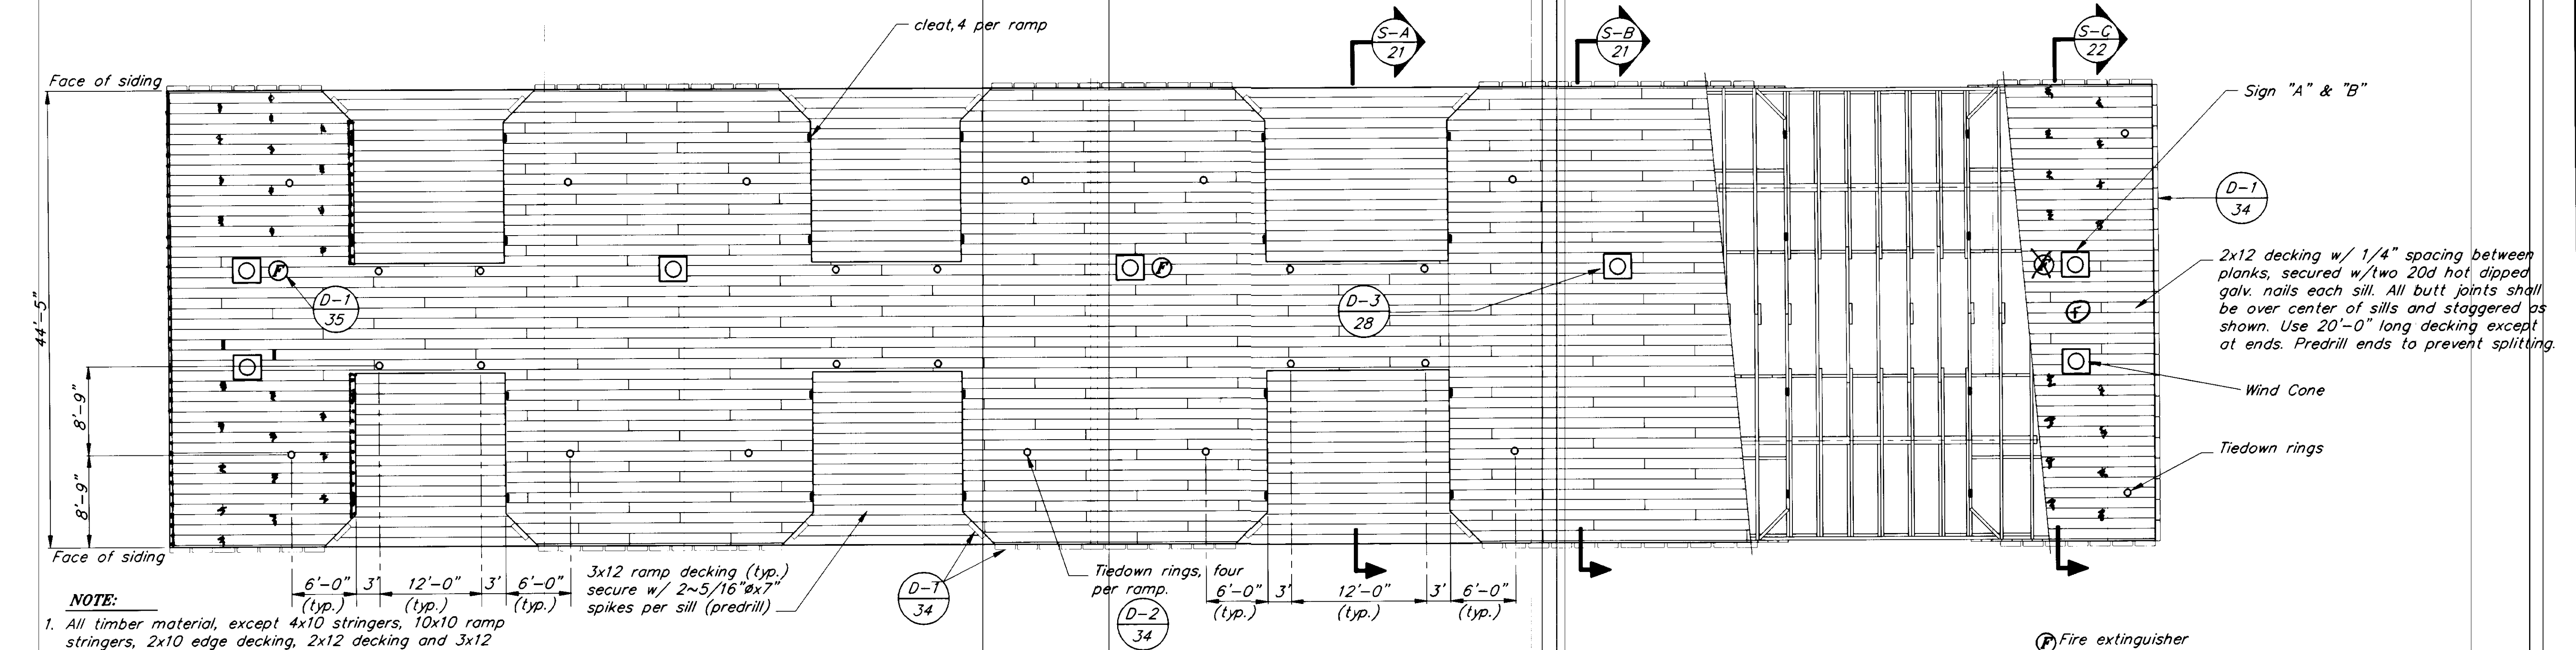 cleat, 4 per ramp
S-A
21
S-B
21
S-C
22
Face of siding
Sign "A" & "B"
D-1
34
2x12 decking w/ 1/4" spacing between
planks, secured w/two 20d hot dipped
galv. nails each sill. All butt joints shall
be over center of sills and staggered as
shown. Use 20'-0" long decking except
at ends. Predrill ends to prevent splitting.
F
F
F
D-1
35
D-3
28
44'-5"
8'-9"
8'-9"
Wind Cone
Tiedown rings
Face of siding
6'-0"
(typ.)
3'
12'-0"
(typ.)
3'
6'-0"
(typ.)
3x12 ramp decking (typ.)
secure w/ 2~5/16"øx7"
spikes per sill (predrill)
D-1
34
Tiedown rings, four
per ramp.
D-2
34
6'-0"
(typ.)
3'
12'-0"
(typ.)
3'
6'-0"
(typ.)
NOTE:
1. All timber material, except 4x10 stringers, 10x10 ramp
stringers, 2x10 edge decking, 2x12 decking and 3x12
F Fire extinguisher